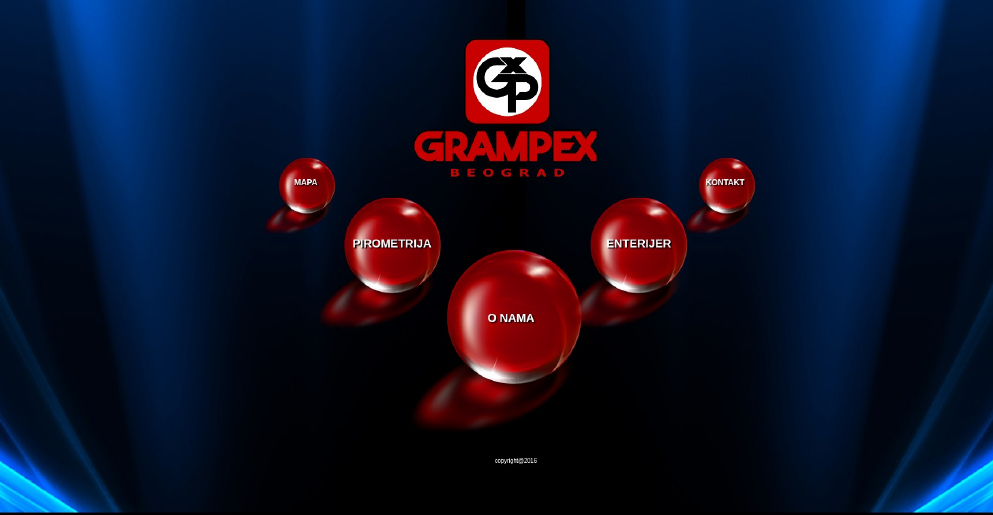 GXP
GRAMPEX
BEOGRAD
MAPA
KONTAKT
PIROMETRIJA
ENTERIJER
O NAMA
copyright@2016